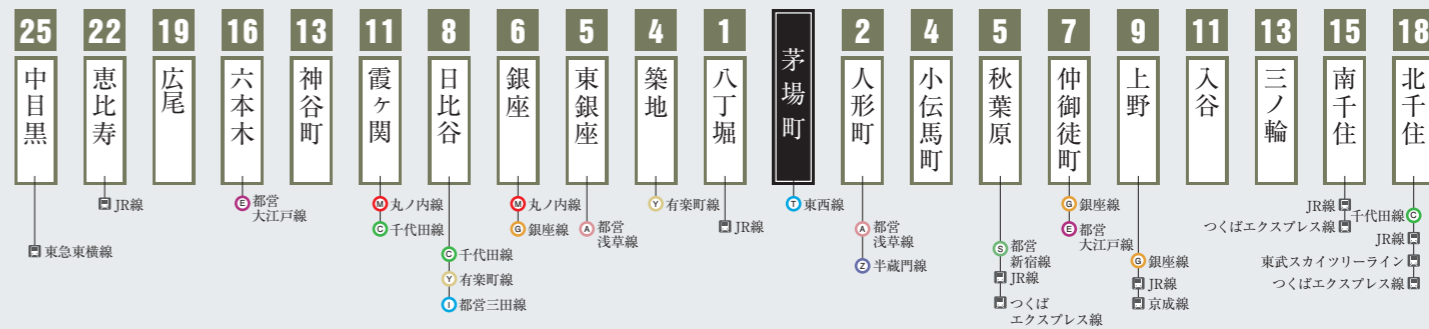 25
中目黒
東急東横線
22
恵比寿
JR線
19
広尾
16
六本木
E 都営
大江戸線
13
神谷町
11
霞ヶ関
M 丸ノ内線
C 千代田線
8
日比谷
C 千代田線
Y 有楽町線
I 都営三田線
6
銀座
M 丸ノ内線
G 銀座線
5
東銀座
A 都営
浅草線
4
築地
Y 有楽町線
1
八丁堀
JR線
茅場町
T 東西線
2
人形町
A 都営
浅草線
Z 半蔵門線
4
小伝馬町
5
秋葉原
S 都営
新宿線
JR線
つくば
エクスプレス線
7
仲御徒町
G 銀座線
E 都営
大江戸線
9
上野
G 銀座線
JR線
京成線
11
入谷
13
三ノ輪
15
南千住
JR線
つくばエクスプレス線
18
北千住
千代田線 C
JR線
東武スカイツリーライン
つくばエクスプレス線